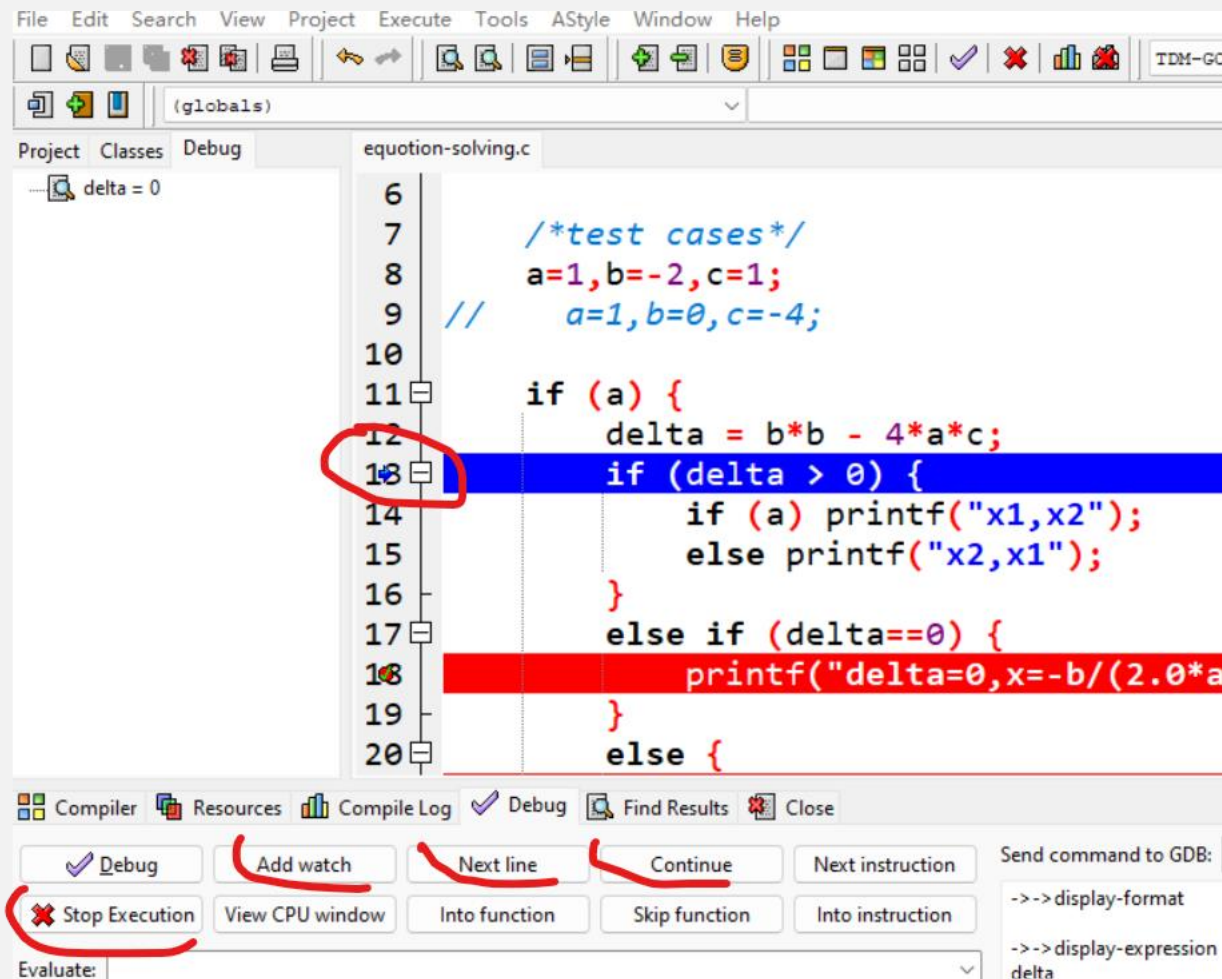 File Edit Search View Project Execute Tools AStyle Window Help
TDM-GC
(globals)
Project Classes Debug
equotion-solving.c
delta = 0
6
7 /*test cases*/
8 a=1,b=-2,c=1;
9 // a=1,b=0,c=-4;
10
11 if (a) {
12 delta = b*b - 4*a*c;
13 if (delta > 0) {
14 if (a) printf("x1,x2");
15 else printf("x2,x1");
16 }
17 else if (delta==0) {
18 printf("delta=0,x=-b/(2.0*a
19 }
20 else {
Compiler Resources Compile Log Debug Find Results Close
Debug Add watch Next line Continue Next instruction
Stop Execution View CPU window Into function Skip function Into instruction
Evaluate:
Send command to GDB:
->->display-format
->->display-expression
delta